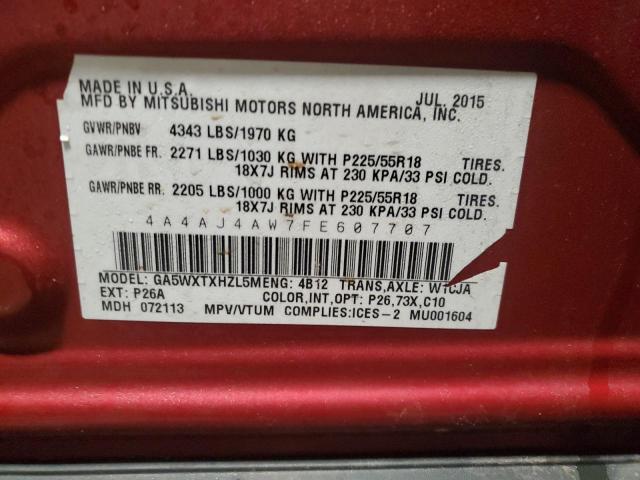 MADE IN U.S.A. JUL, 2015
MFD BY MITSUBISHI MOTORS NORTH AMERICA, INC.
GVWR/PNBV 4343 LBS/1970 KG
GAWR/PNBE FR. 2271 LBS/1030 KG WITH P225/55R18 TIRES.
18X7J RIMS AT 230 KPA/33 PSI COLD.
GAWR/PNBE RR. 2205 LBS/1000 KG WITH P225/55R18 TIRES.
18X7J RIMS AT 230 KPA/33 PSI COLD.
4A4AJ4AW7FE607707
MODEL: GA5WXTXHZL5MENG: 4B12 TRANS,AXLE: W1CJA
EXT: P26A COLOR,INT,OPT: P26,73X,C10
MDH 072113 MPV/VTUM COMPLIES:ICES-2 MU001604